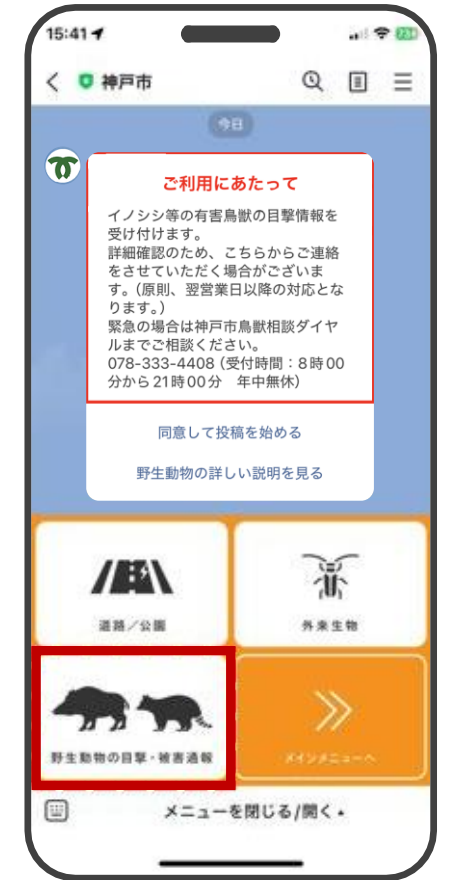 15:41
73
神戸市
今日
ご利用にあたって
イノシシ等の有害鳥獣の目撃情報を
受け付けます。
詳細確認のため、こちらからご連絡
をさせていただく場合がございま
す。(原則、翌営業日以降の対応とな
ります。)
緊急の場合は神戸市鳥獣相談ダイヤ
ルまでご相談ください。
078-333-4408 (受付時間：8時00
分から21時00分　年中無休)
同意して投稿を始める
野生動物の詳しい説明を見る
道路／公園
外来生物
野生動物の目撃・被害通報
メインメニューへ
メニューを閉じる/開く